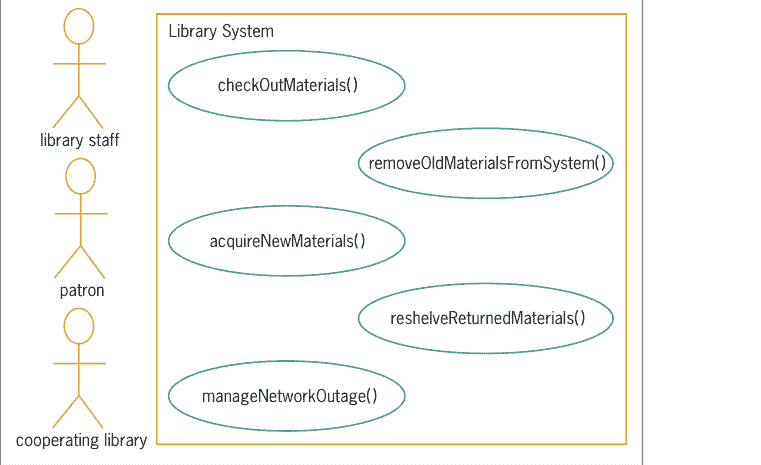 Library System
checkOutMaterials()
library staff
removeOldMaterialsFromSystem()
acquireNewMaterials()
patron
reshelveReturnedMaterials()
manageNetworkOutage()
cooperating library